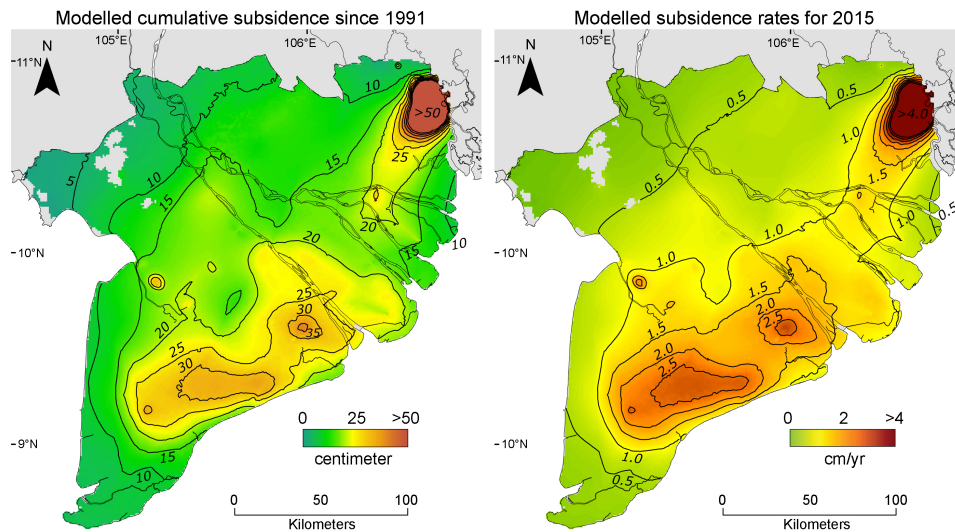 Modelled cumulative subsidence since 1991
105°E
106°E
11°N
N
10
>50
15
25
5
10
15
20
10
15
10°N
20
25
30
35
20
25
30
0 25 >50
centimeter
9°N
15
10
0 50 100
Kilometers
Modelled subsidence rates for 2015
105°E
106°E
11°N
N
0.5
0.5
>4.0
1.0
1.5
0.5
1.0
0.5
10°N
1.0
1.0
1.5
2.0
2.5
1.5
2.0
2.5
0 2 >4
cm/yr
10°N
1.0
0.5
0 50 100
Kilometers